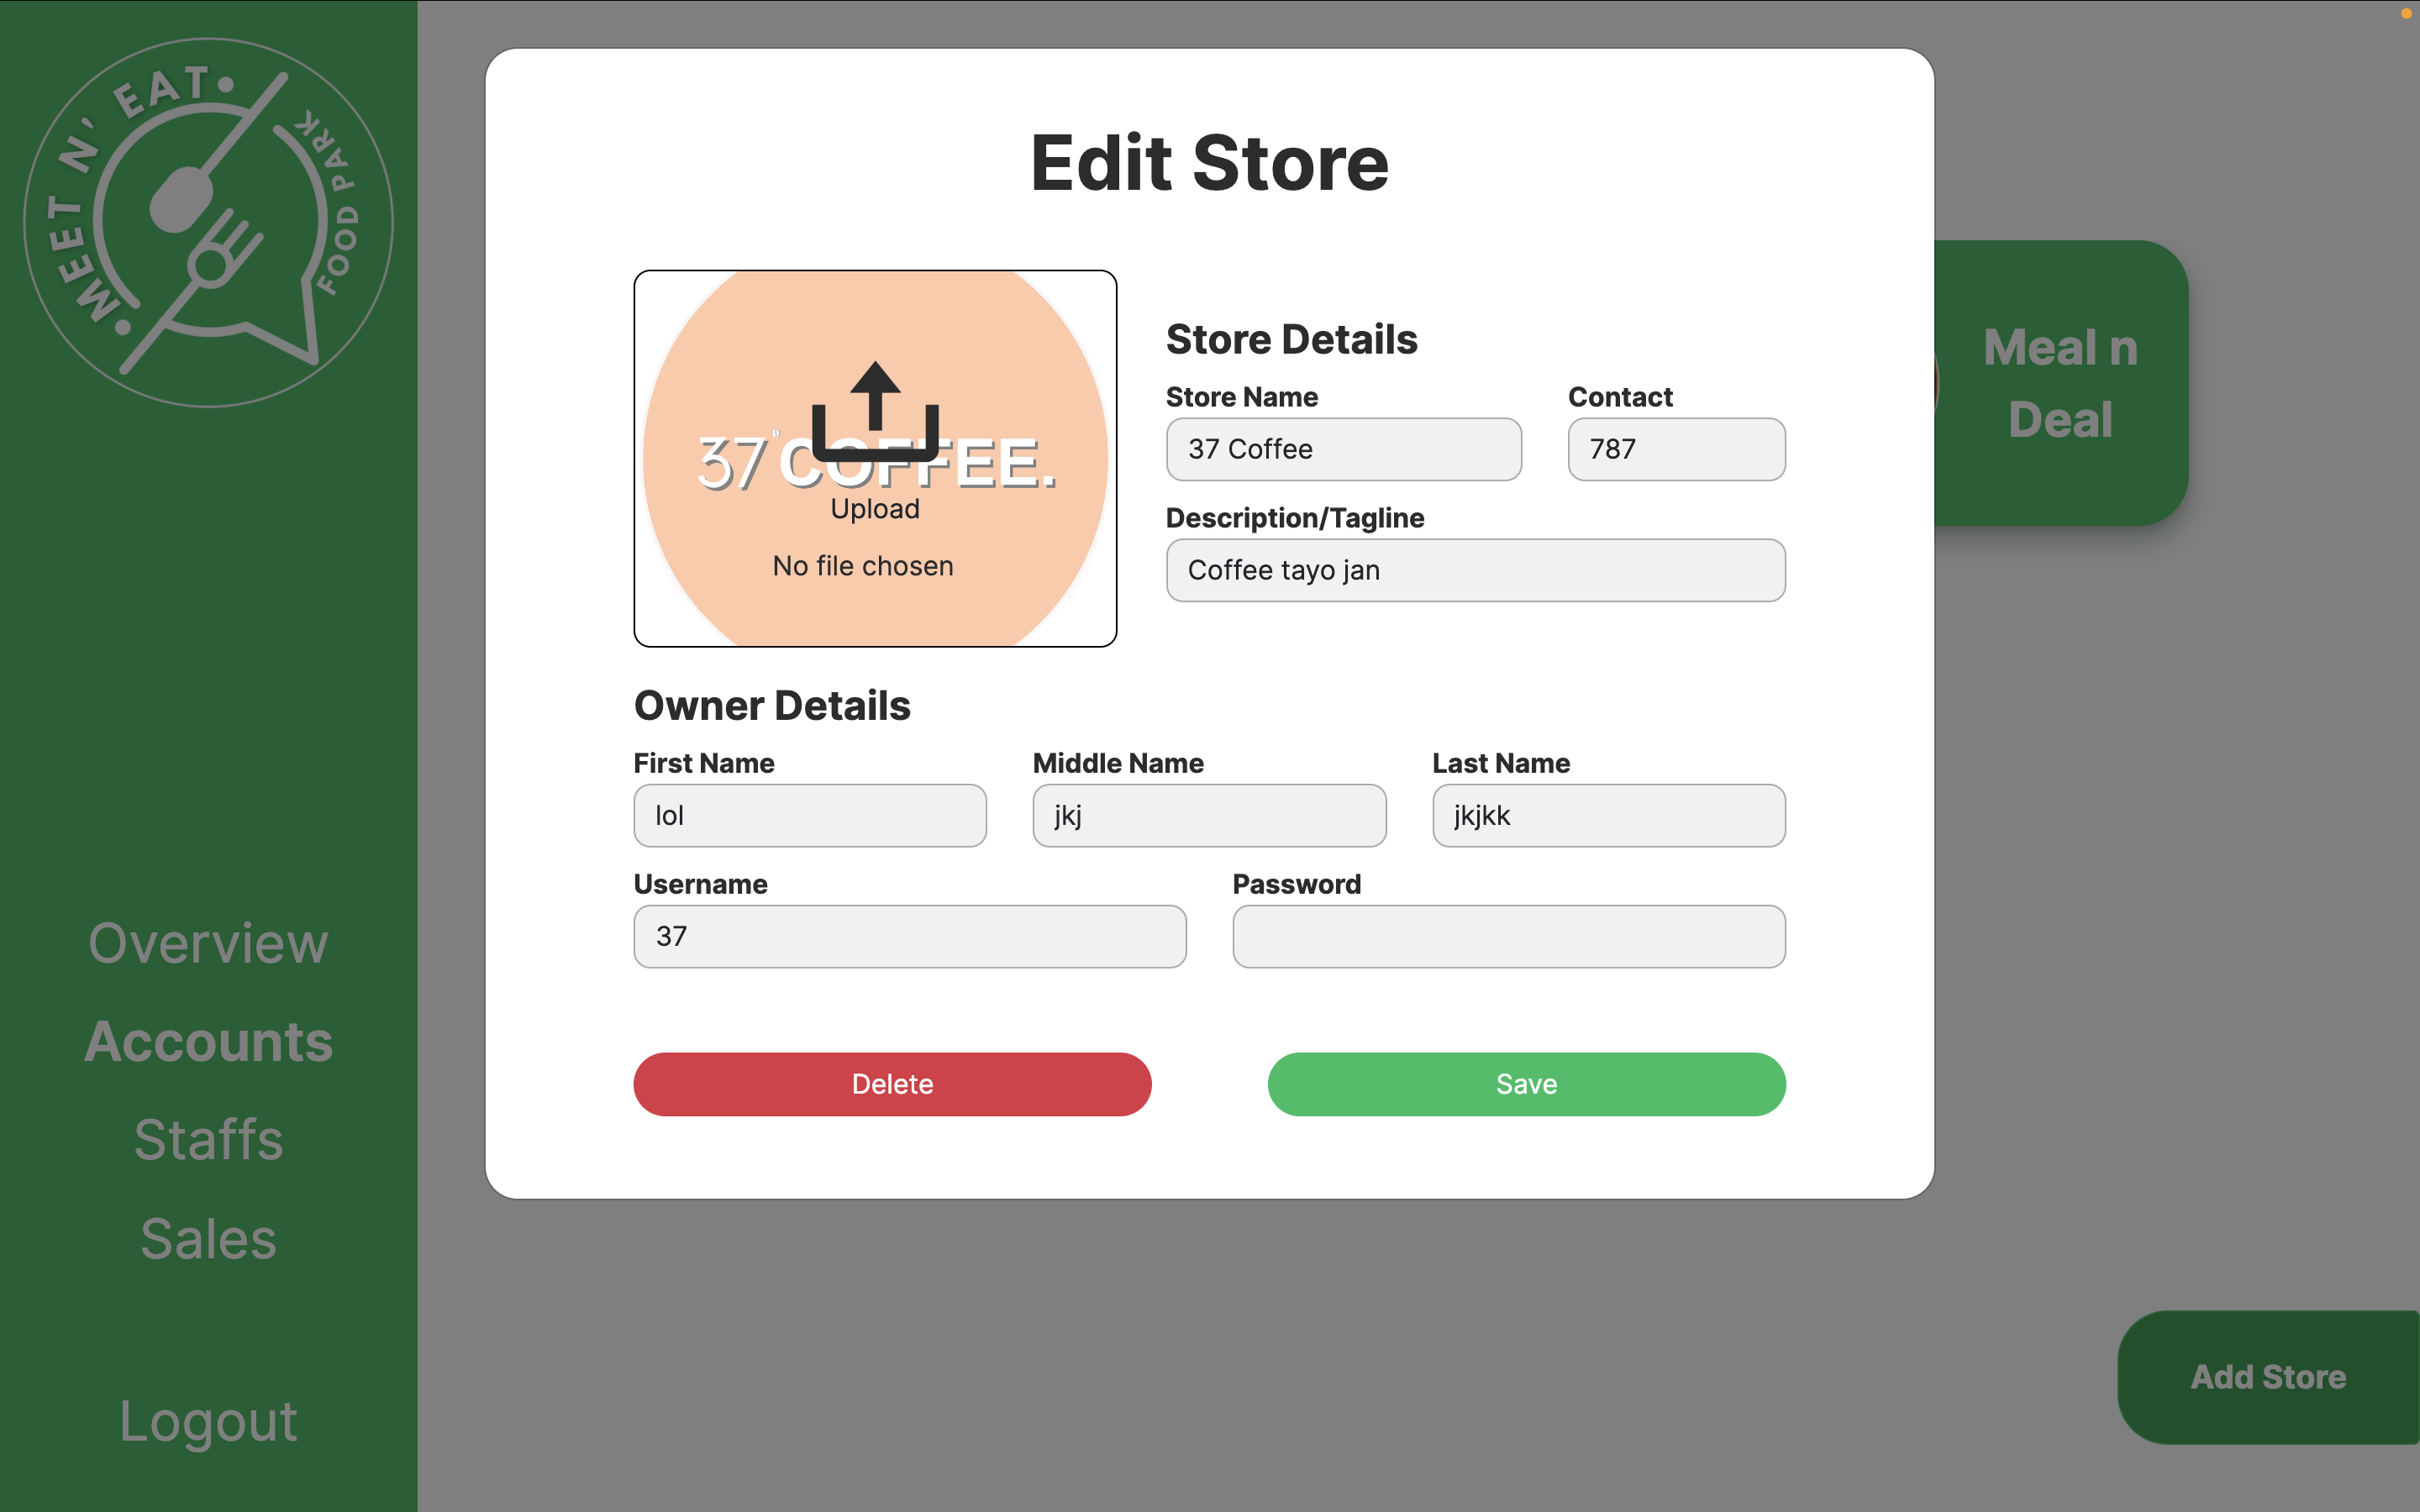 MEET N' EAT
FOOD PARK
Overview
Accounts
Staffs
Sales
Logout
Edit Store
37°COFFEE.
Upload
No file chosen
Store Details
Store Name
Contact
37 Coffee
787
Description/Tagline
Coffee tayo jan
Owner Details
First Name
Middle Name
Last Name
lol
jkj
jkjkk
Username
Password
37
Delete
Save
Meal n
Deal
Add Store